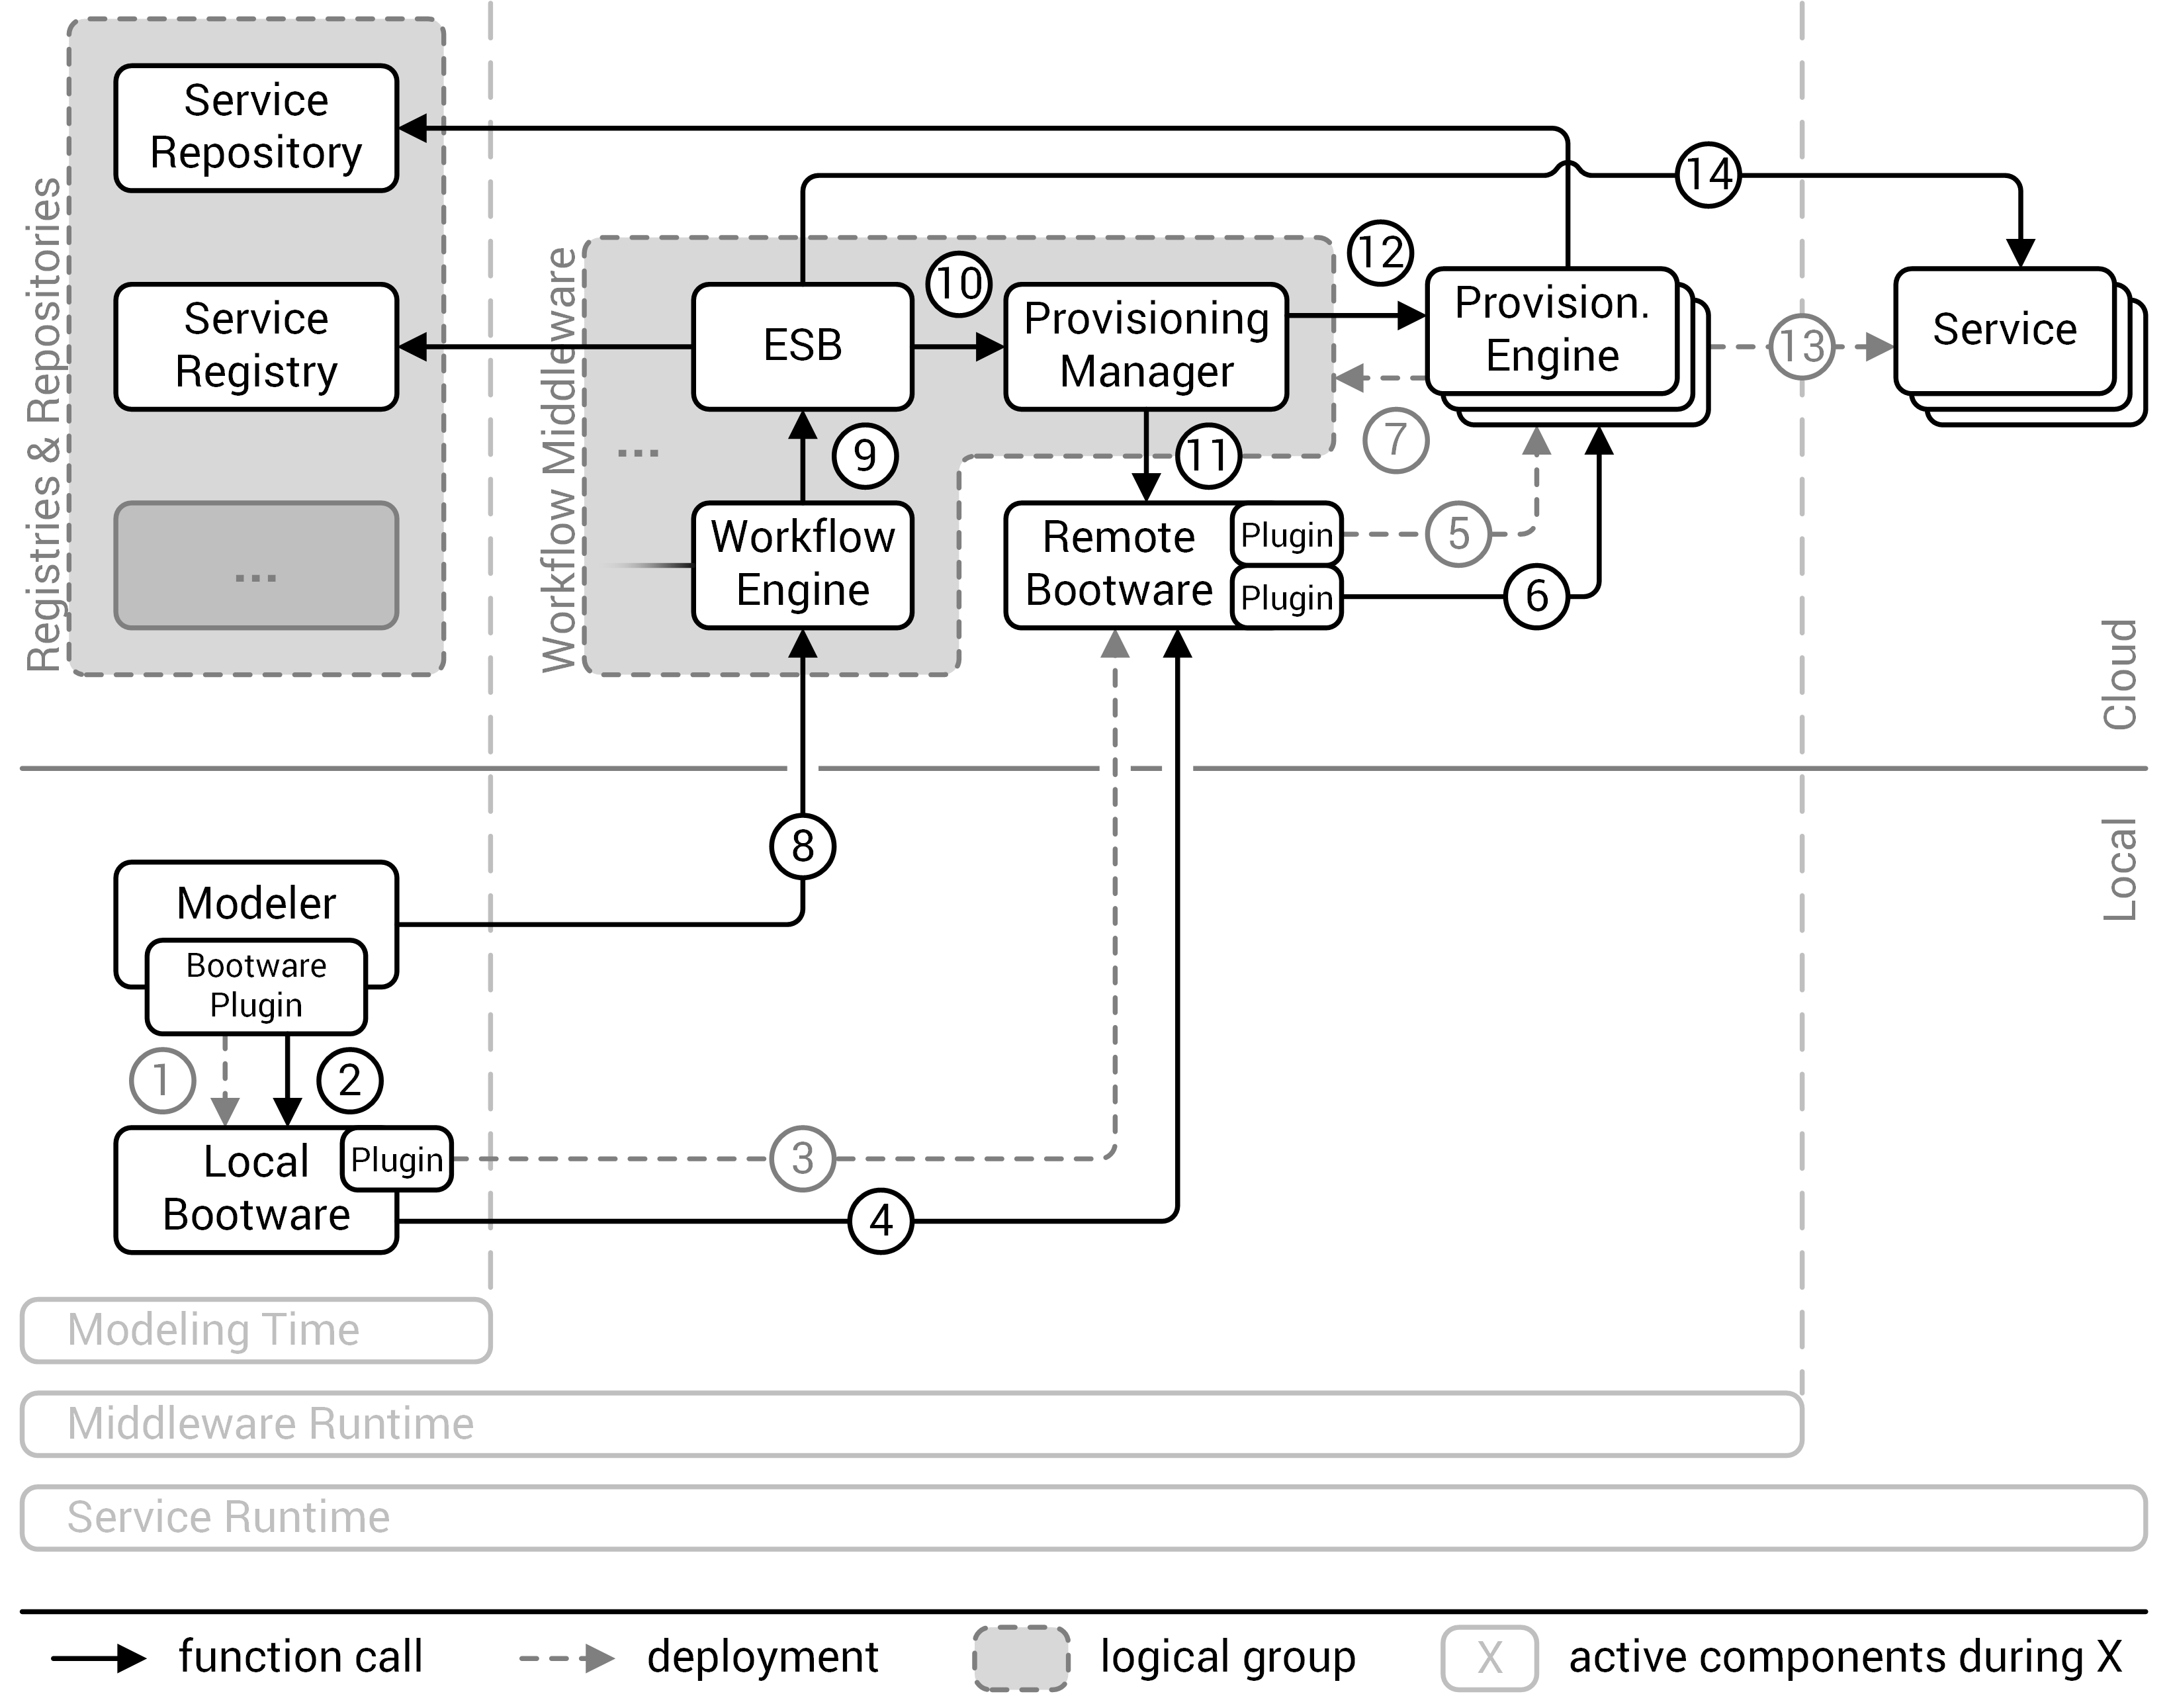 Registries & Repositories
Service
Repository
Service
Registry
...
Workflow Middleware
ESB
10
Provisioning
Manager
12
Provision.
Engine
14
13
Service
7
...
9
11
Workflow
Engine
Remote
Bootware
Plugin
Plugin
5
6
Cloud
Local
8
Modeler
Bootware
Plugin
1
2
Local
Bootware
Plugin
3
4
Modeling Time
Middleware Runtime
Service Runtime
function call
deployment
logical group
X
active components during X